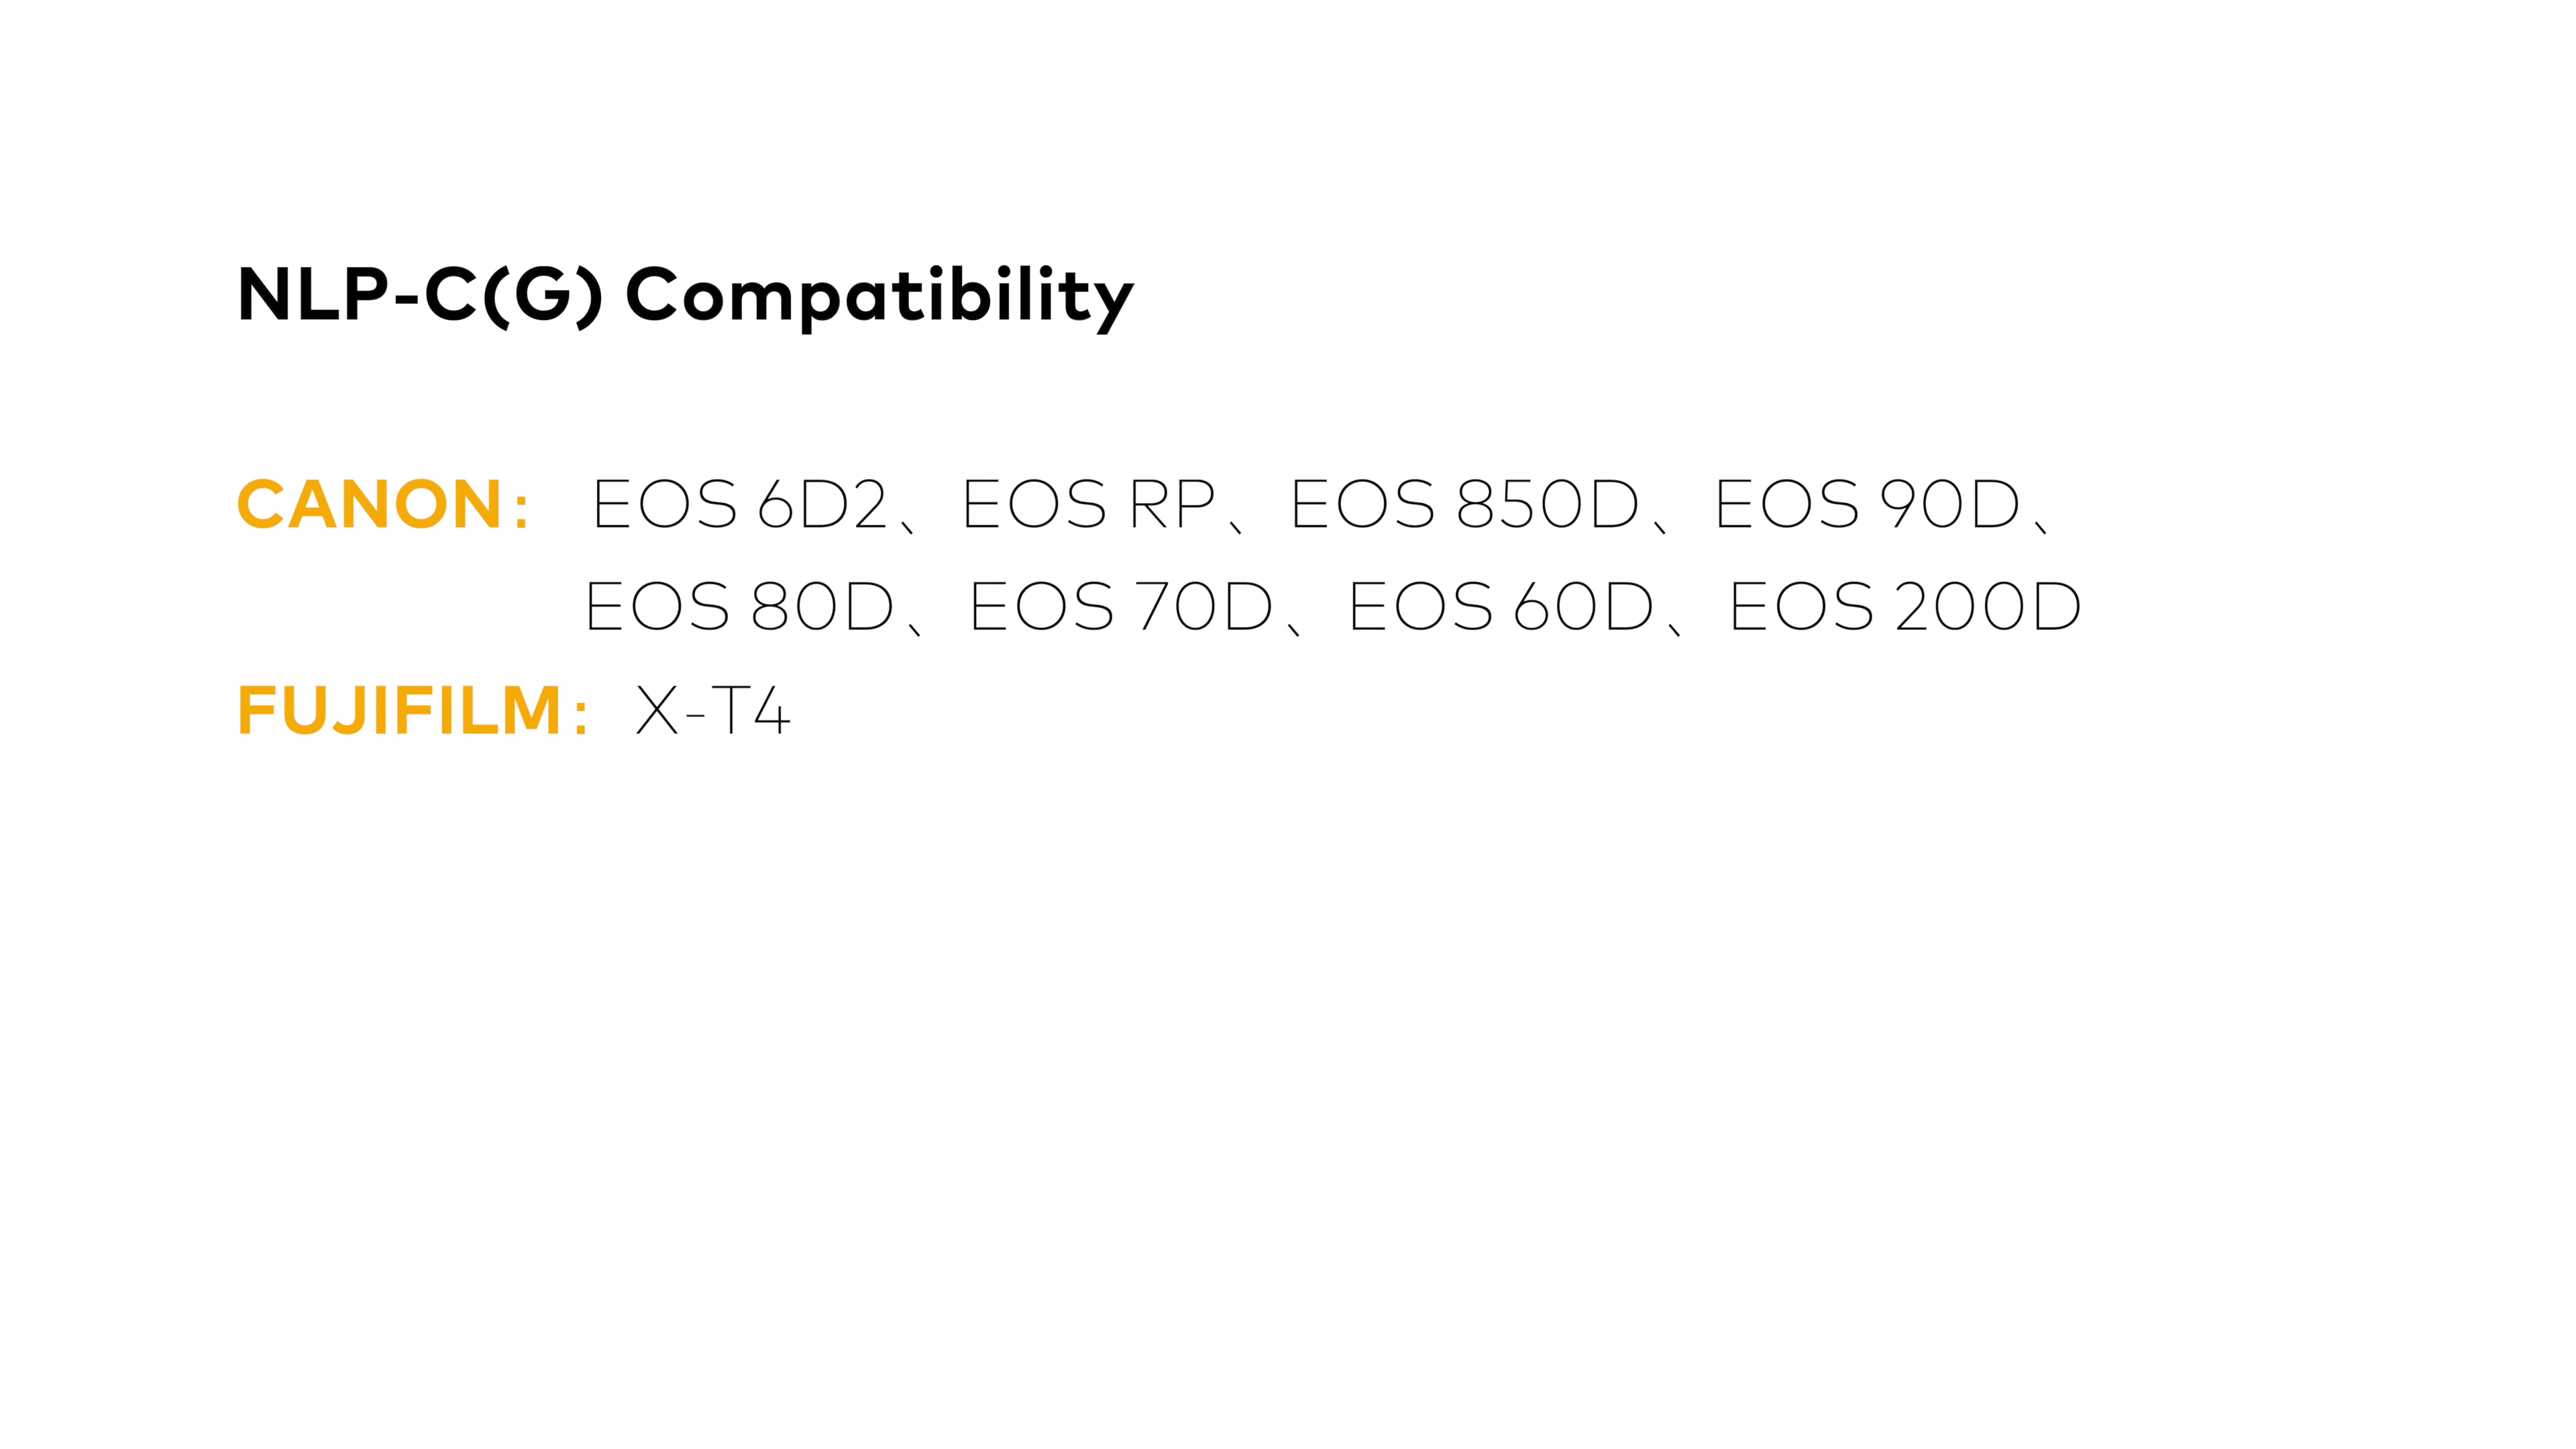 NLP-C(G) Compatibility
CANON： EOS 6D2、EOS RP、EOS 850D、EOS 90D、
EOS 80D、EOS 70D、EOS 60D、EOS 200D
FUJIFILM： X-T4